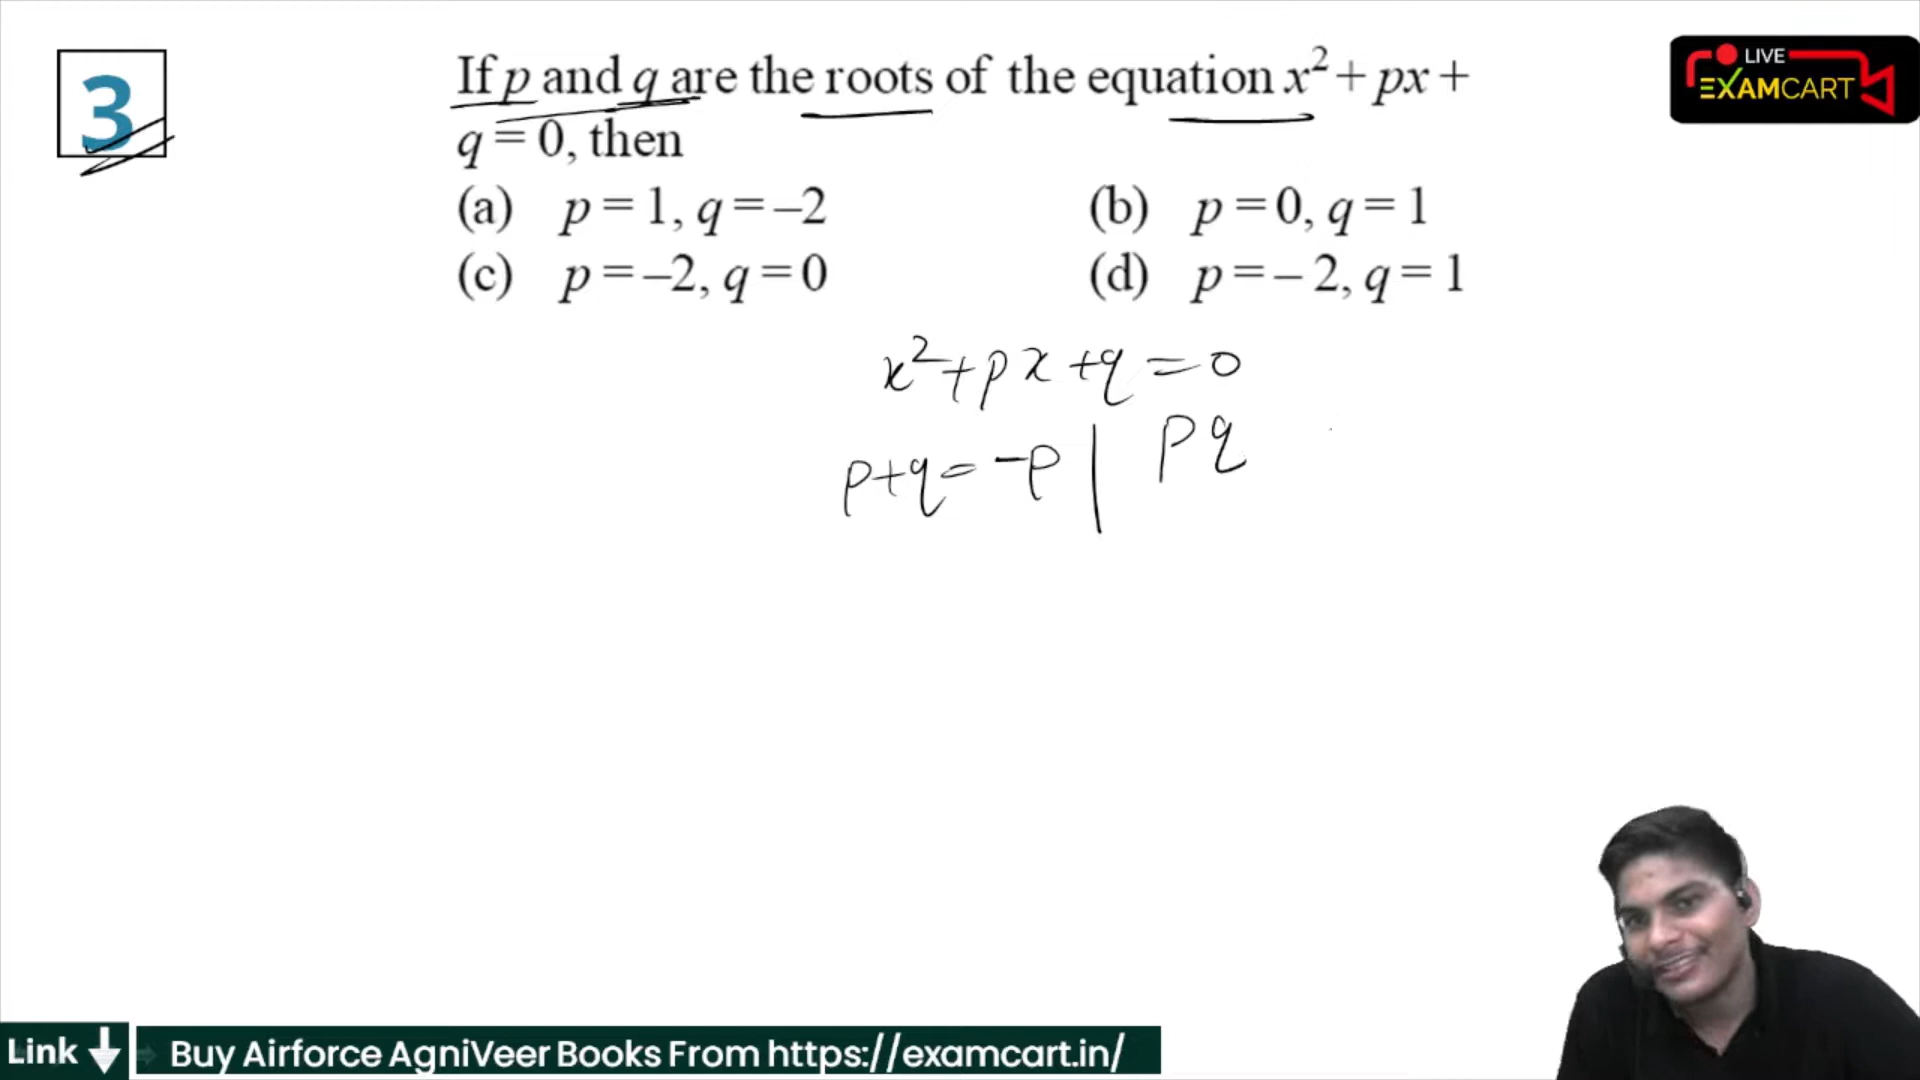 3
If p and q are the roots of the equation x² + px +
q = 0, then
(a) p = 1, q = –2
(b) p = 0, q = 1
(c) p = –2, q = 0
(d) p = – 2, q = 1
x² + px + q = 0
p + q = -p | pq
LIVE
EXAMCART
Link
Buy Airforce AgniVeer Books From https://examcart.in/